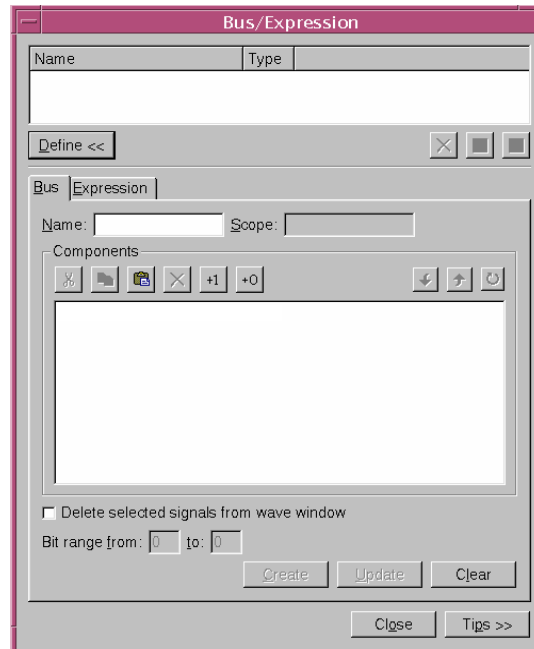 Bus/Expression
Name Type
Define <<
Bus Expression
Name: Scope:
Components
+1 +0
Delete selected signals from wave window
Bit range from: 0 to: 0
Create Update Clear
Close Tips >>